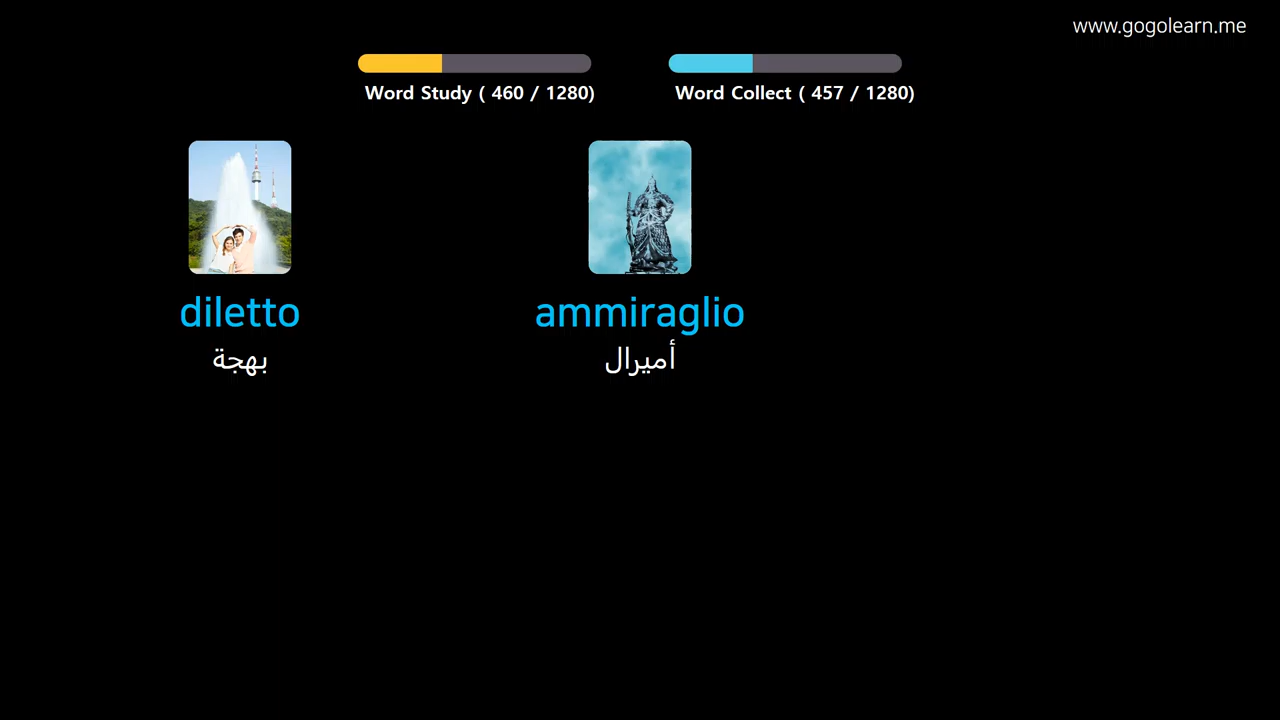 www.gogolearn.me
Word Study ( 460 / 1280)
Word Collect ( 457 / 1280)
diletto
بهجة
ammiraglio
أميرال